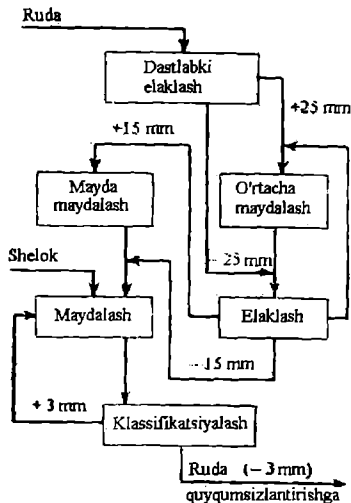 Ruda
Dastlabki
elaklash
+25 mm
+15 mm
Mayda
maydalash
O'rtacha
maydalash
Shelok
− 25 mm
Maydalash
Elaklash
− 15 mm
+ 3 mm
Klassifikatsiyalash
Ruda (− 3 mm)
quyqumsizlantirishga